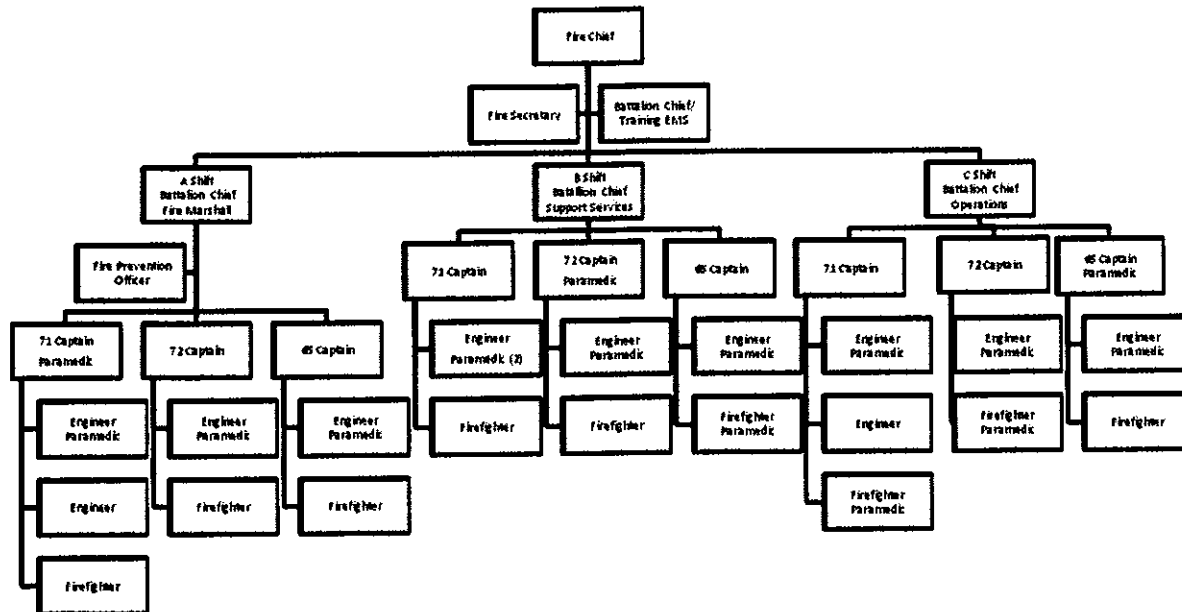 Fire Chief
Fire Secretary
Battalion Chief/
Training EMS
A Shift
Battalion Chief
Fire Marshall
B Shift
Battallion Chief
Support Services
C Shift
Battalion Chief
Operations
Fire Prevention
Officer
71 Captain
Paramedic
72 Captain
65 Captain
Engineer
Paramedic
Engineer
Firefighter
Engineer
Paramedic
Firefighter
Engineer
Paramedic
Firefighter
71 Captain
72 Captain
Paramedic
65 Captain
Engineer
Paramedic (2)
Firefighter
Engineer
Paramedic
Firefighter
Engineer
Paramedic
Firefighter
Paramedic
71 Captain
72 Captain
65 Captain
Paramedic
Engineer
Paramedic
Engineer
Firefighter
Paramedic
Engineer
Paramedic
Firefighter
Paramedic
Engineer
Paramedic
Firefighter